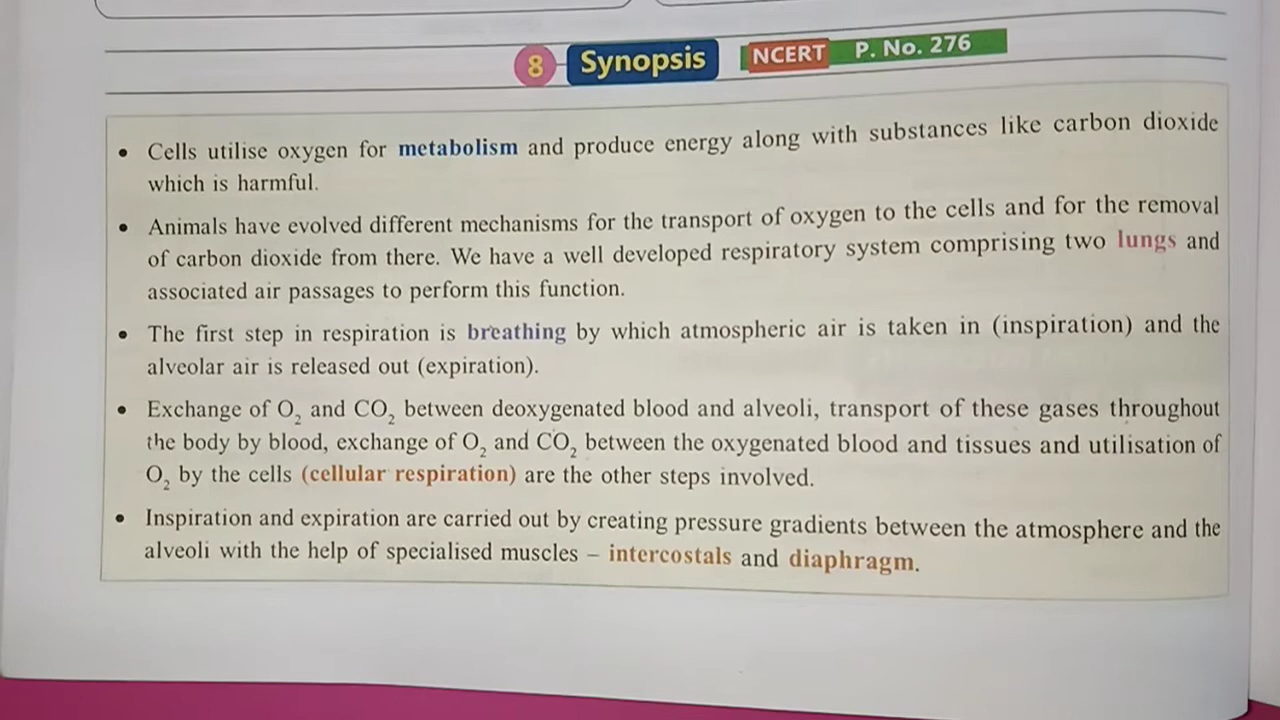 8 Synopsis NCERT P. No. 276
• Cells utilise oxygen for metabolism and produce energy along with substances like carbon dioxide
which is harmful.
• Animals have evolved different mechanisms for the transport of oxygen to the cells and for the removal
of carbon dioxide from there. We have a well developed respiratory system comprising two lungs and
associated air passages to perform this function.
• The first step in respiration is breathing by which atmospheric air is taken in (inspiration) and the
alveolar air is released out (expiration).
• Exchange of O₂ and CO₂ between deoxygenated blood and alveoli, transport of these gases throughout
the body by blood, exchange of O₂ and CO₂ between the oxygenated blood and tissues and utilisation of
O₂ by the cells (cellular respiration) are the other steps involved.
• Inspiration and expiration are carried out by creating pressure gradients between the atmosphere and the
alveoli with the help of specialised muscles – intercostals and diaphragm.